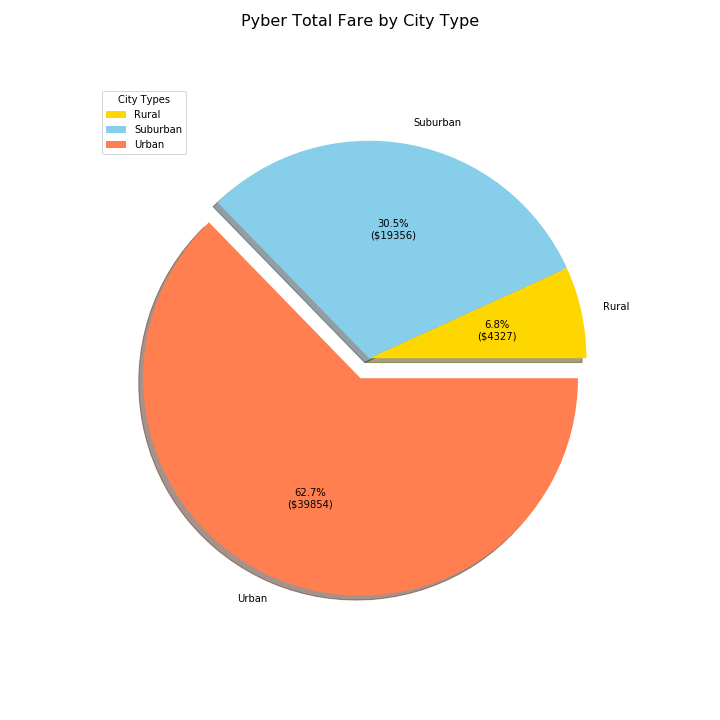 Pyber Total Fare by City Type
City Types
Rural
Suburban
Urban
Suburban
30.5%
($19356)
Rural
6.8%
($4327)
62.7%
($39854)
Urban